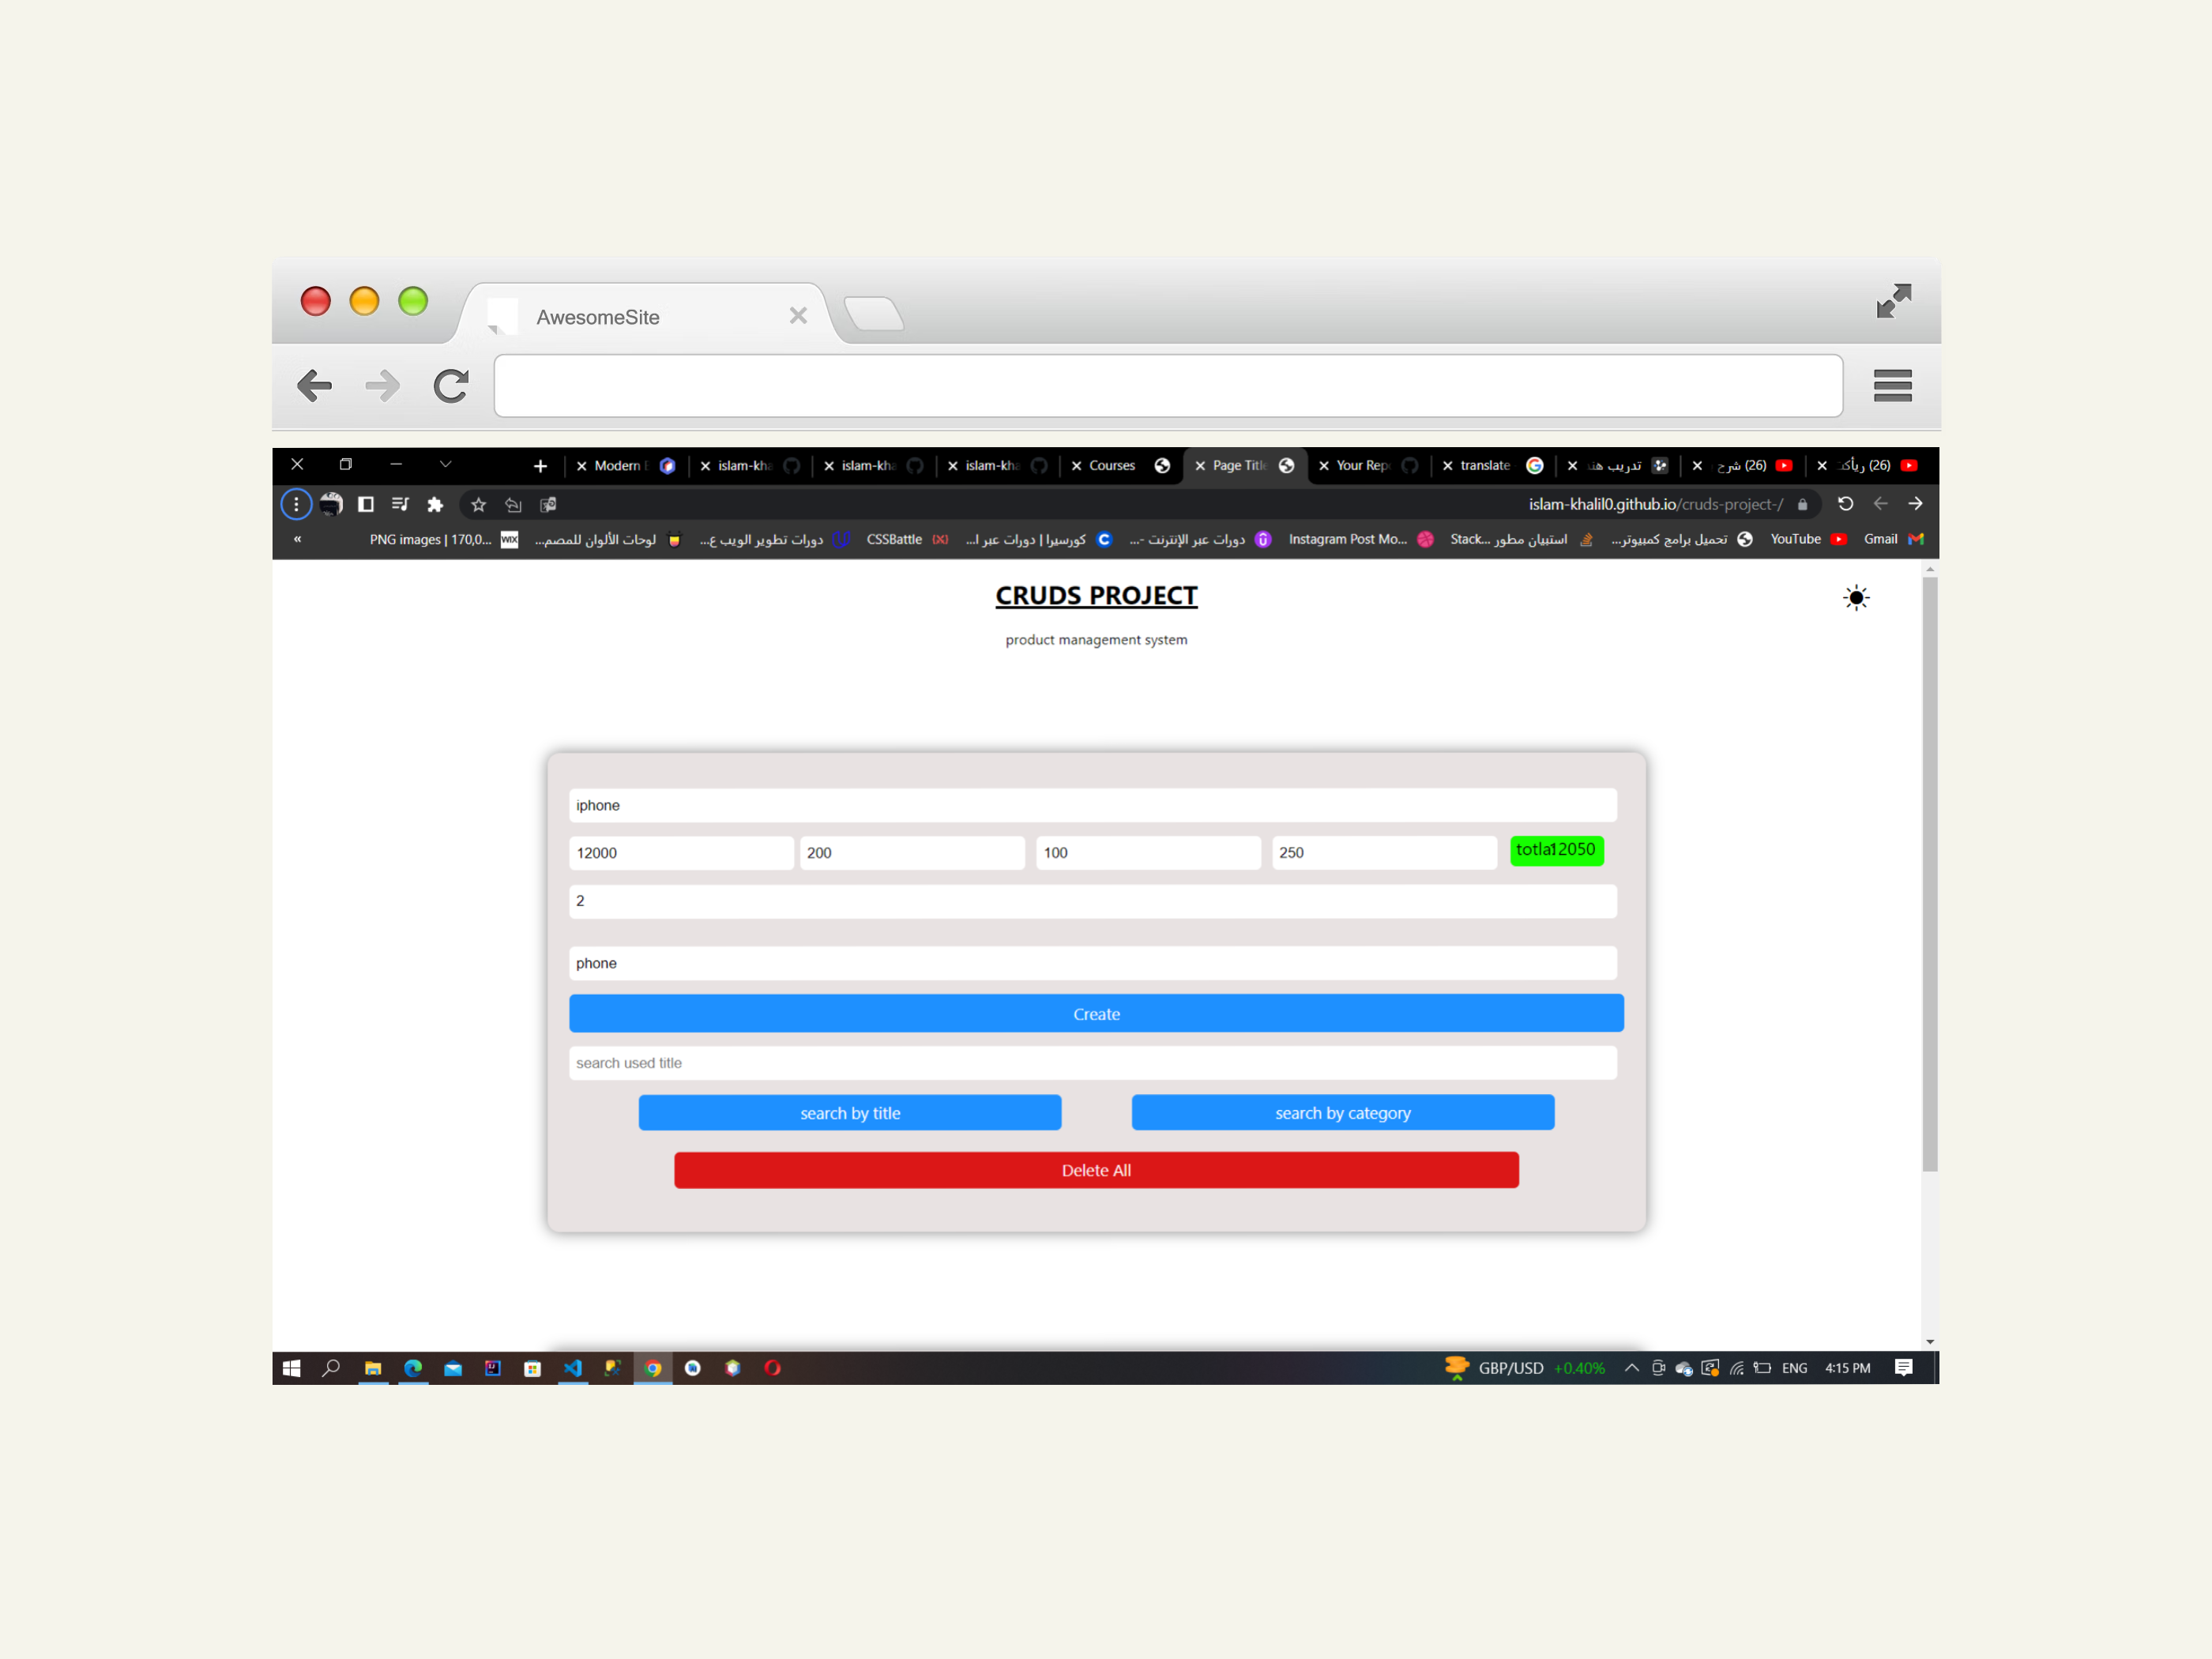 AwesomeSite
Modern
islam-kha
islam-kha
islam-kha
Courses
Page Title
Your Rep
translate
تدريب هند
(26) شرح
(26) رياكت
islam-khalil0.github.io/cruds-project-/
PNG images | 170,0...
لوحات الألوان للمصم...
دورات تطوير الويب ع...
CSSBattle
كورسيرا | دورات عبر ا...
دورات عبر الإنترنت -...
Instagram Post Mo...
استبيان مطور Stack...
تحميل برامج كمبيوتر...
YouTube
Gmail
CRUDS PROJECT
product management system
iphone
12000
200
100
250
totla12050
2
phone
Create
search used title
search by title
search by category
Delete All
GBP/USD +0.40%
ENG
4:15 PM